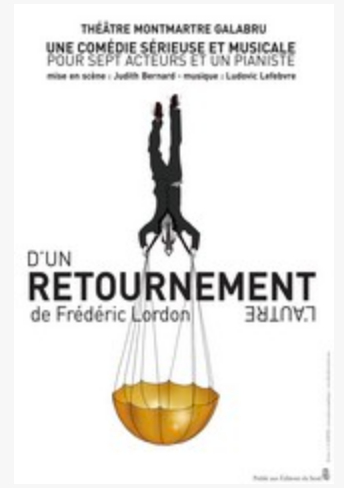 THÉÂTRE MONTMARTRE GALABRU
UNE COMÉDIE SÉRIEUSE ET MUSICALE
POUR SEPT ACTEURS ET UN PIANISTE
mise en scène : Judith Bernard - musique : Ludovic Lefebvre
D'UN
RETOURNEMENT
L'AUTRE
de Frédéric Lordon
Publié aux Éditions du Seuil